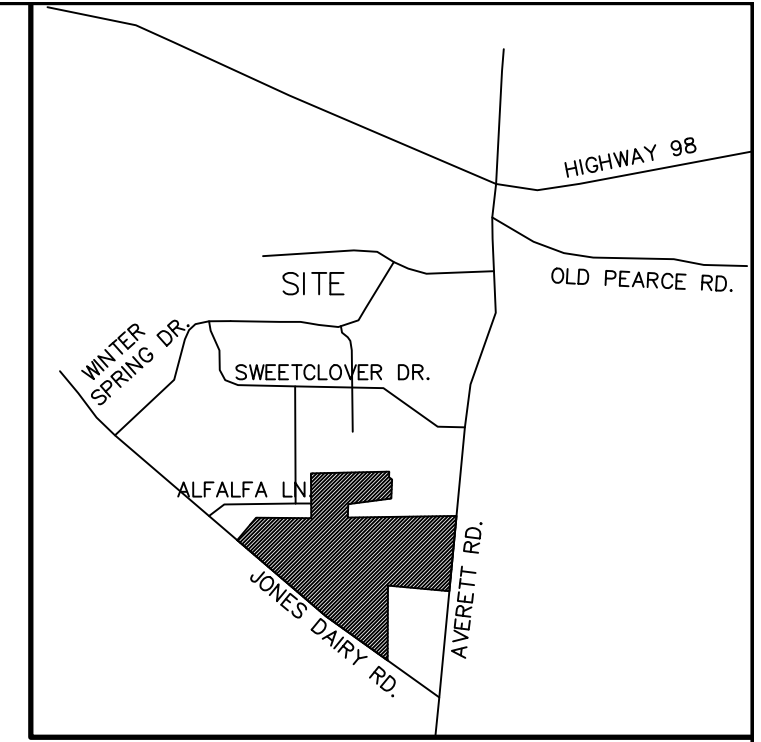 HIGHWAY 98
OLD PEARCE RD.
SITE
WINTER
SPRING DR.
SWEETCLOVER DR.
ALFALFA LN.
AVERETT RD.
JONES DAIRY RD.